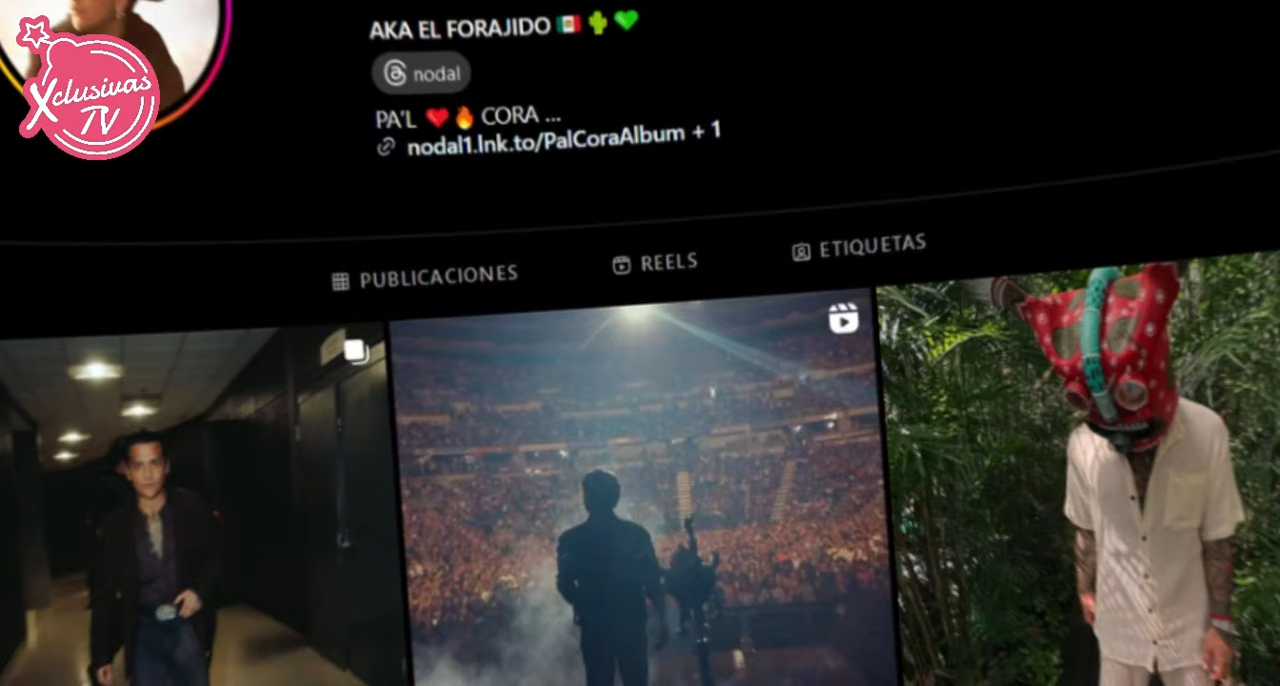 Xclusivas
TV
AKA EL FORAJIDO 🇲🇽🌵💚
nodal
PA'L ❤️🔥 CORA ...
nodal1.lnk.to/PalCoraAlbum + 1
PUBLICACIONES
REELS
ETIQUETAS